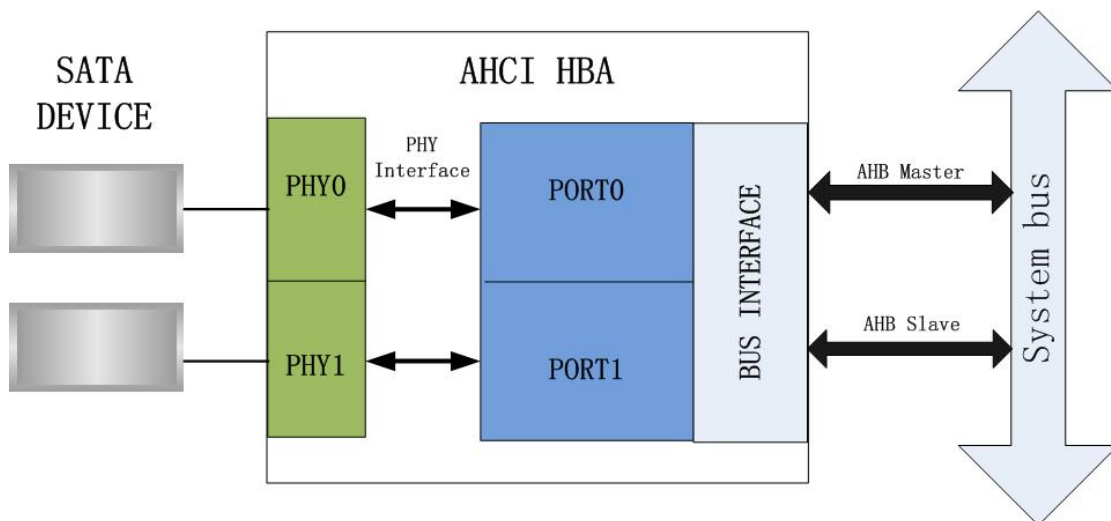 SATA
DEVICE
AHCI HBA
PHY0
PHY
Interface
PORT0
BUS INTERFACE
AHB Master
System bus
PHY1
PORT1
AHB Slave